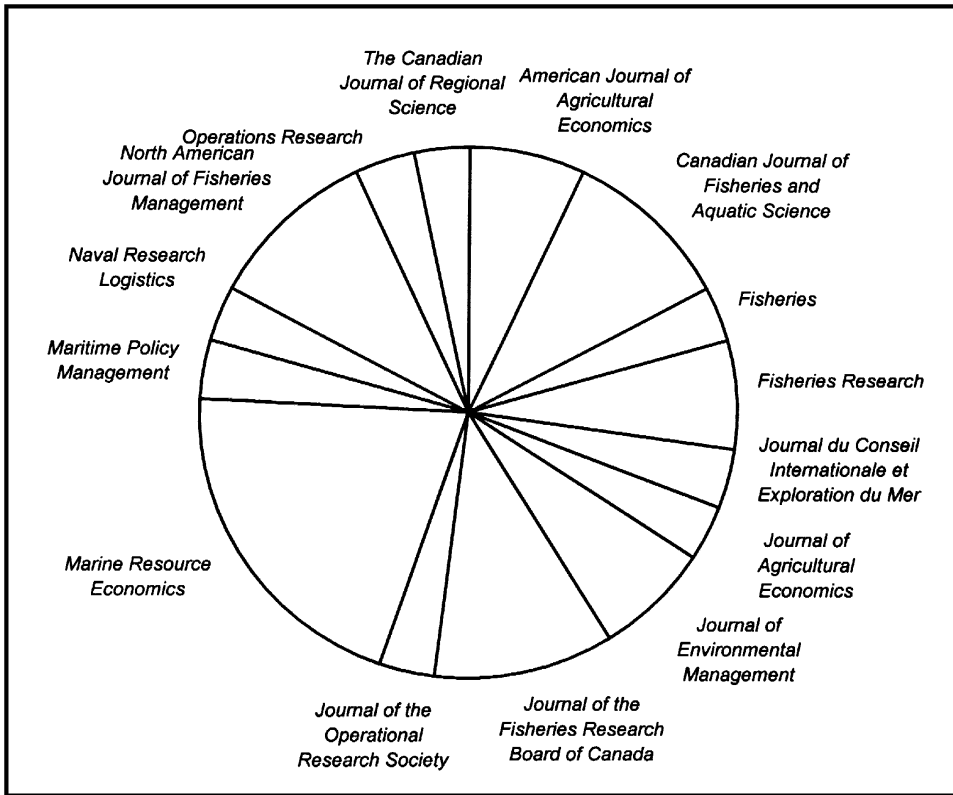 The Canadian
Journal of Regional
Science
American Journal of
Agricultural
Economics
Canadian Journal of
Fisheries and
Aquatic Science
Fisheries
Fisheries Research
Journal du Conseil
Internationale et
Exploration du Mer
Journal of
Agricultural
Economics
Journal of
Environmental
Management
Journal of the
Fisheries Research
Board of Canada
Journal of the
Operational
Research Society
Marine Resource
Economics
Maritime Policy
Management
Naval Research
Logistics
North American
Journal of Fisheries
Management
Operations Research